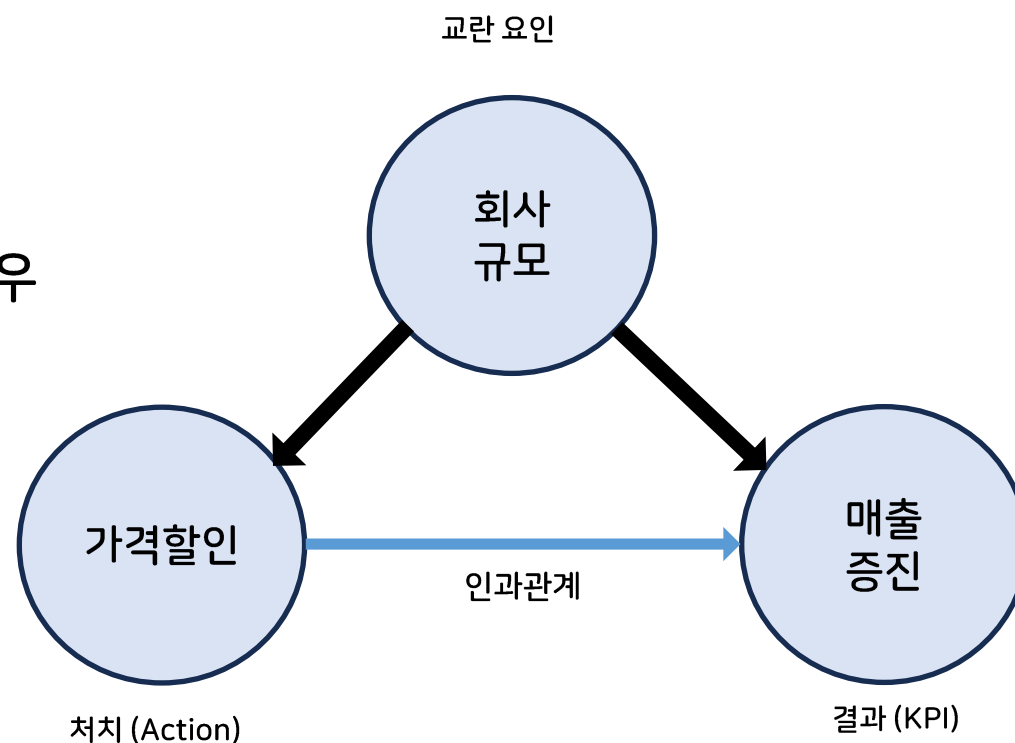 교란 요인
회사
규모
우
가격할인
매출
증진
인과관계
처치 (Action)
결과 (KPI)